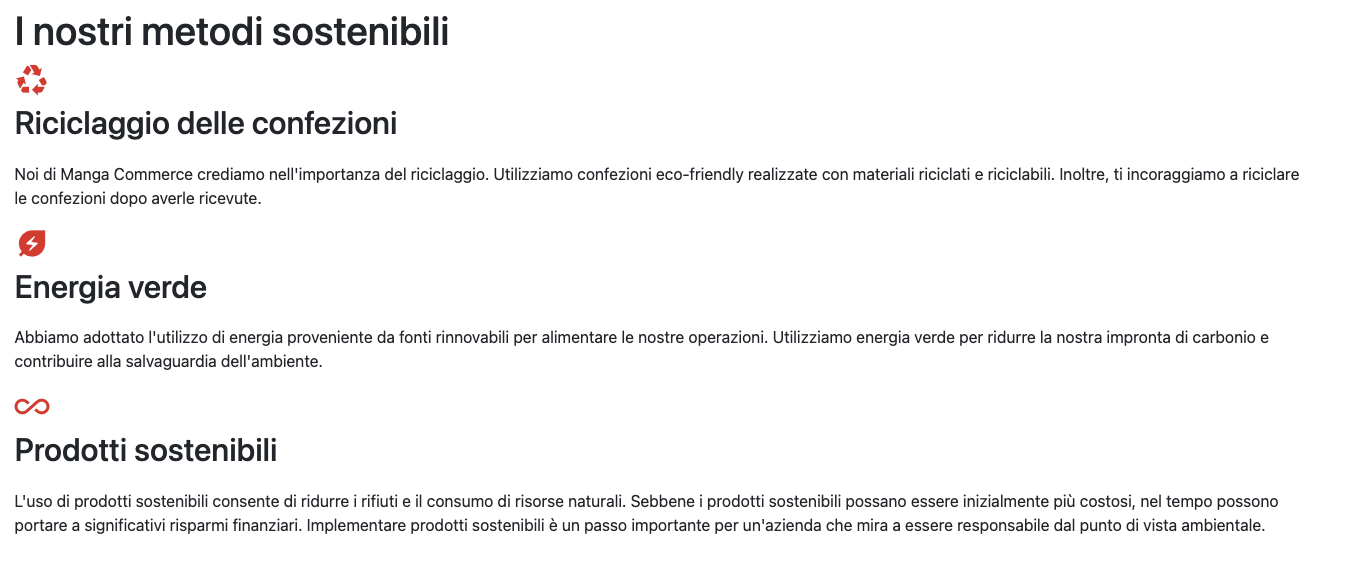 I nostri metodi sostenibili
Riciclaggio delle confezioni
Noi di Manga Commerce crediamo nell'importanza del riciclaggio. Utilizziamo confezioni eco-friendly realizzate con materiali riciclati e riciclabili. Inoltre, ti incoraggiamo a riciclare
le confezioni dopo averle ricevute.
Energia verde
Abbiamo adottato l'utilizzo di energia proveniente da fonti rinnovabili per alimentare le nostre operazioni. Utilizziamo energia verde per ridurre la nostra impronta di carbonio e
contribuire alla salvaguardia dell'ambiente.
Prodotti sostenibili
L'uso di prodotti sostenibili consente di ridurre i rifiuti e il consumo di risorse naturali. Sebbene i prodotti sostenibili possano essere inizialmente più costosi, nel tempo possono
portare a significativi risparmi finanziari. Implementare prodotti sostenibili è un passo importante per un'azienda che mira a essere responsabile dal punto di vista ambientale.